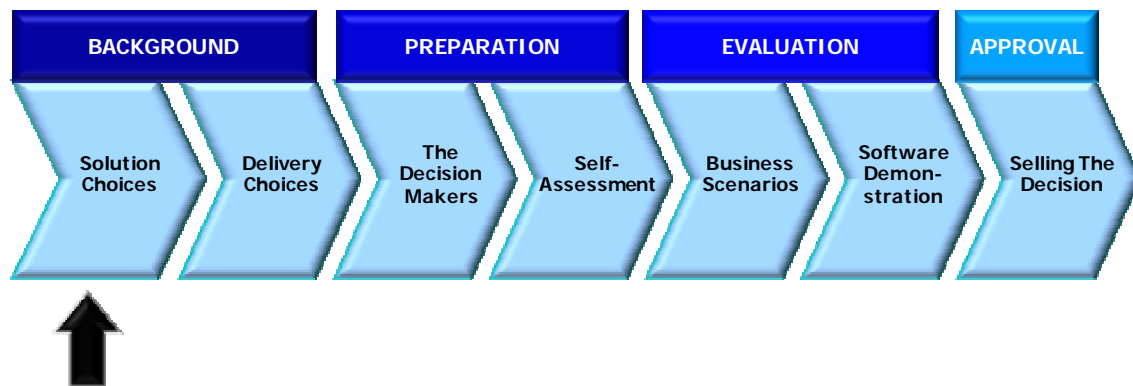 BACKGROUND
PREPARATION
EVALUATION
APPROVAL
Solution
Choices
Delivery
Choices
The
Decision
Makers
Self-
Assessment
Business
Scenarios
Software
Demon-
stration
Selling The
Decision